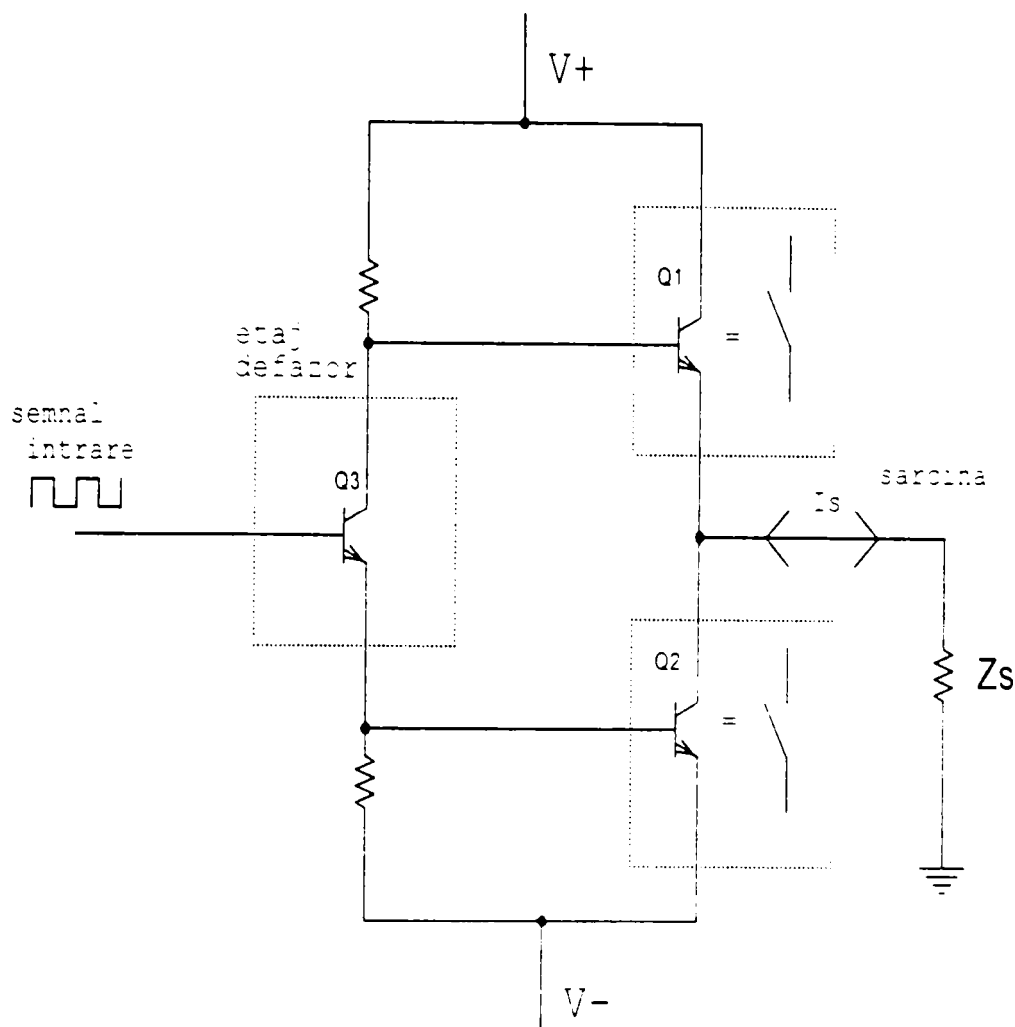 V+
Q1
=
etaj
defazor
semnal
intrare
Q3
sarcina
Is
Q2
=
Zs
V-